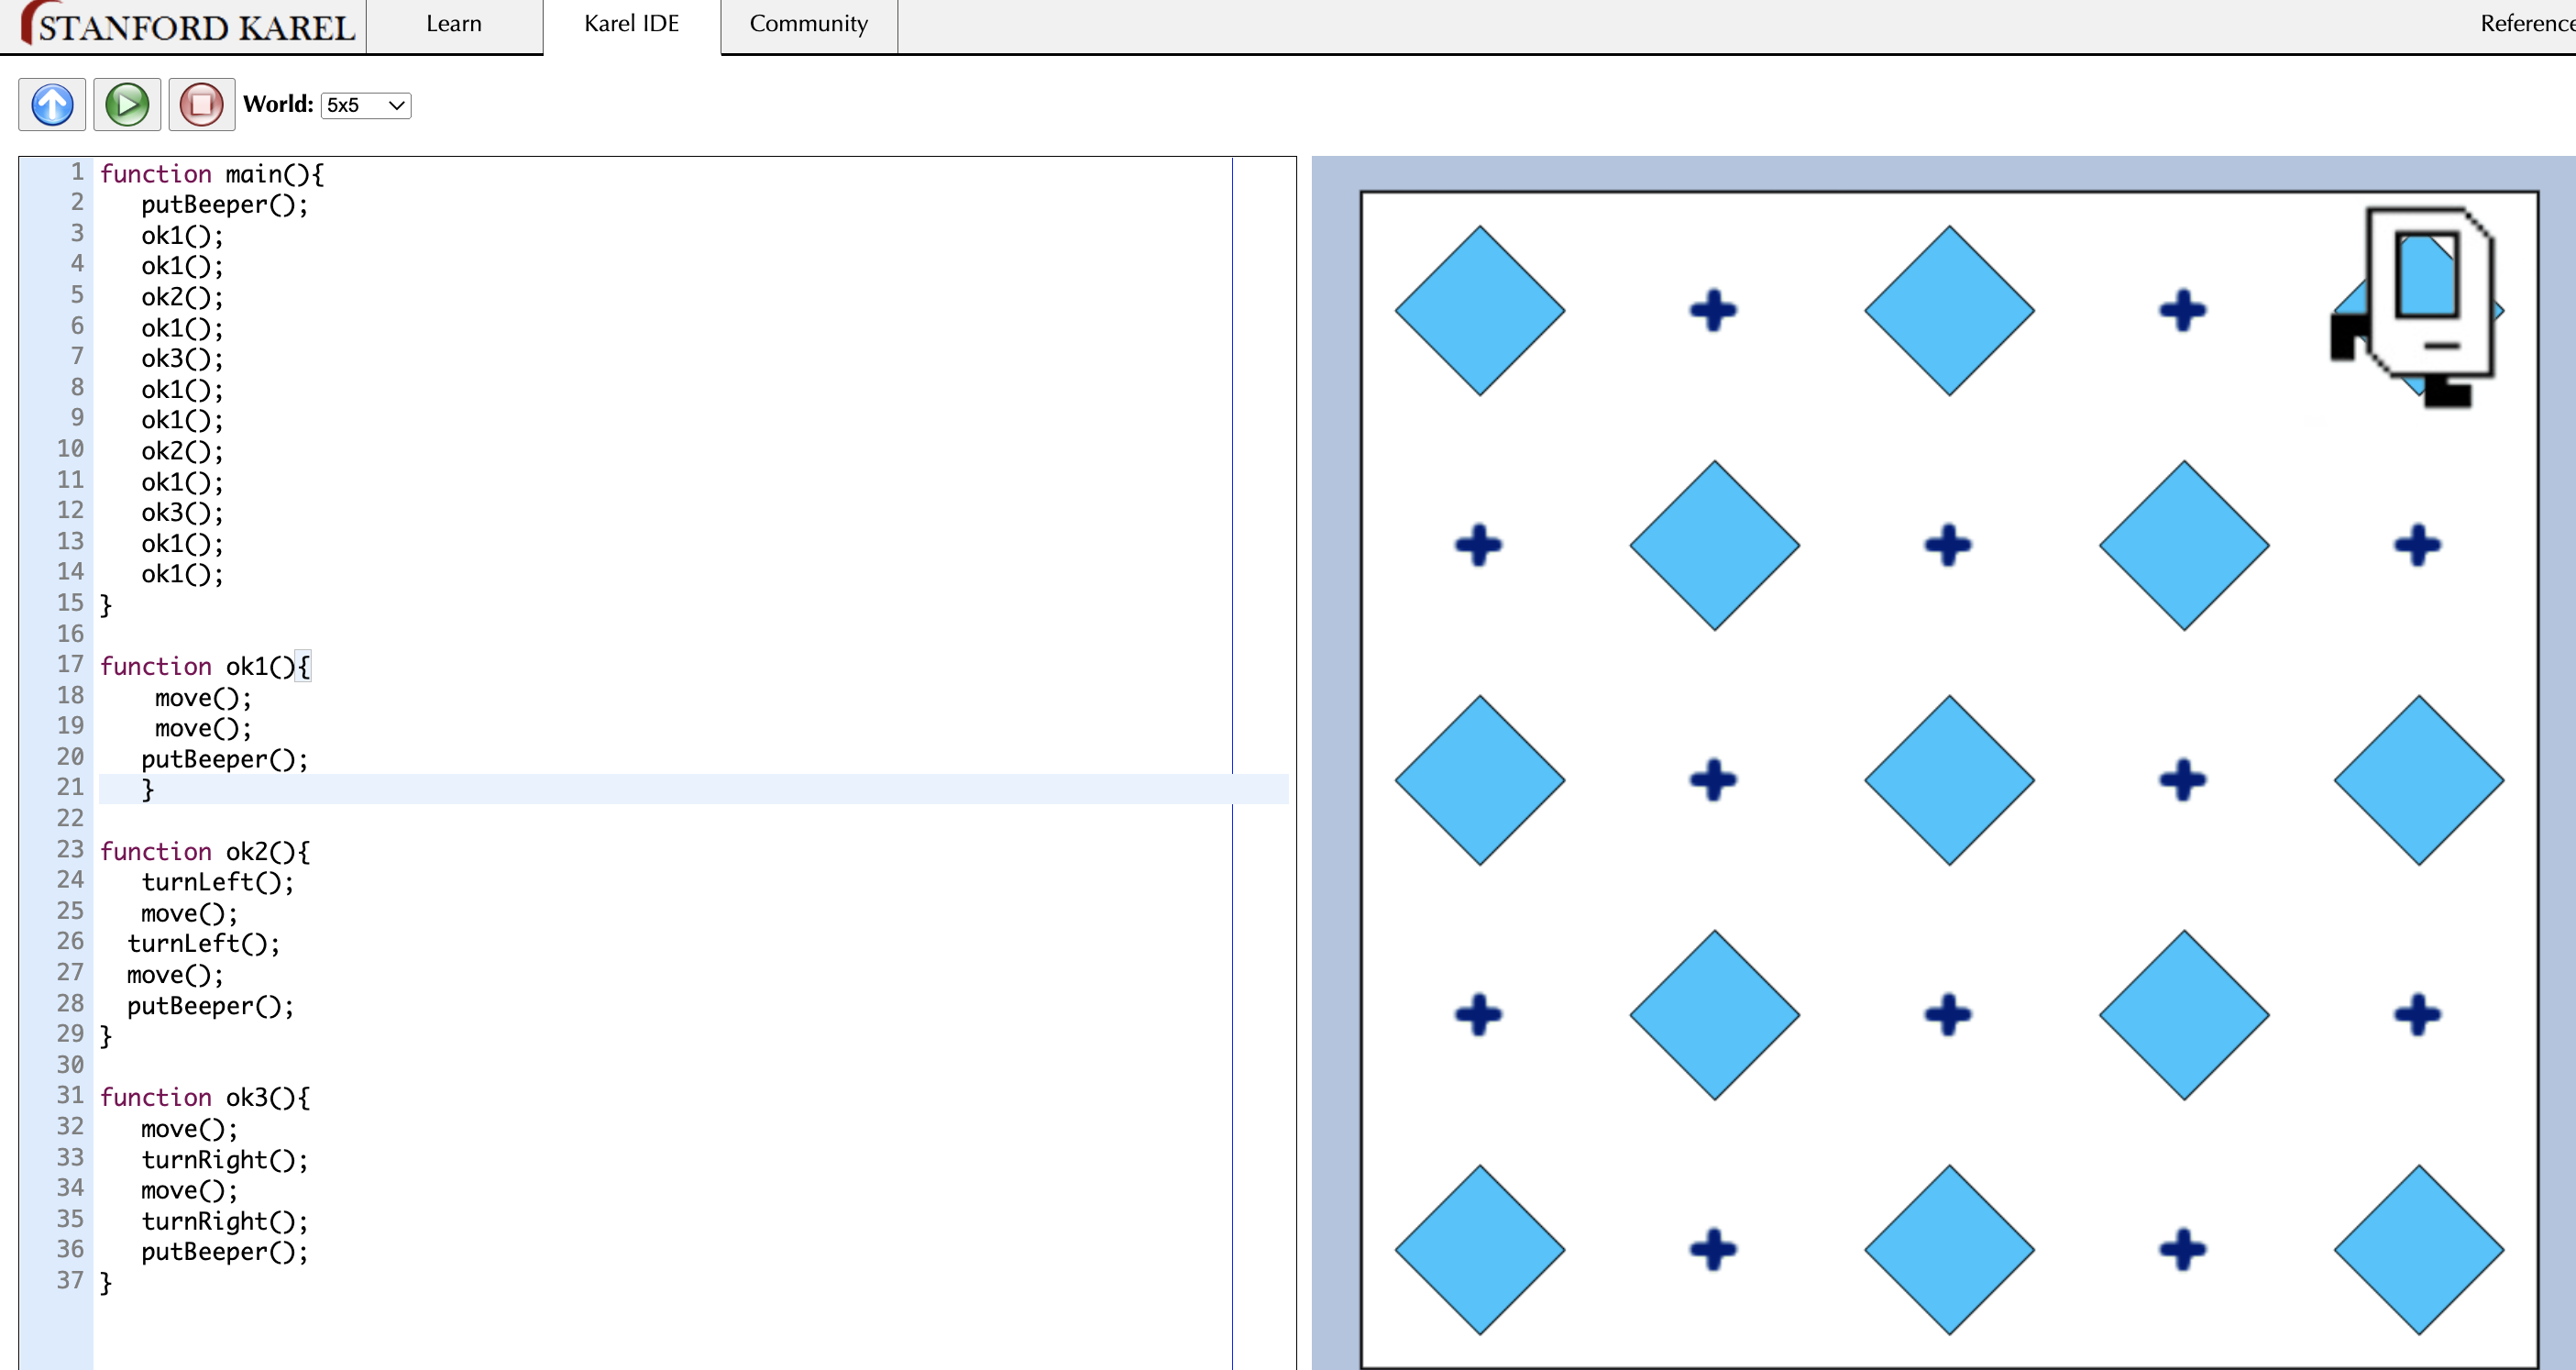 STANFORD KAREL Learn Karel IDE Community Reference
World: 5x5
1 function main(){
2 putBeeper();
3 ok1();
4 ok1();
5 ok2();
6 ok1();
7 ok3();
8 ok1();
9 ok1();
10 ok2();
11 ok1();
12 ok3();
13 ok1();
14 ok1();
15 }
16
17 function ok1(){
18 move();
19 move();
20 putBeeper();
21 }
22
23 function ok2(){
24 turnLeft();
25 move();
26 turnLeft();
27 move();
28 putBeeper();
29 }
30
31 function ok3(){
32 move();
33 turnRight();
34 move();
35 turnRight();
36 putBeeper();
37 }